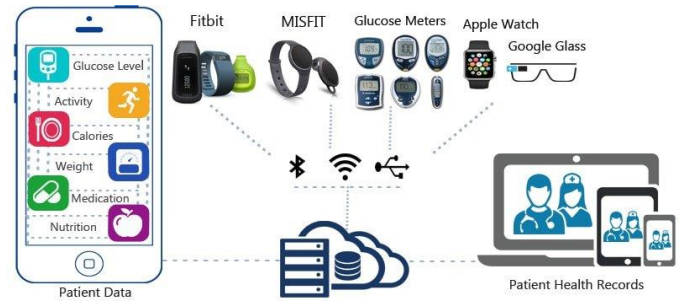 Fitbit
MISFIT
Glucose Meters
Apple Watch
Google Glass
Glucose Level
Activity
Calories
Weight
Medication
Nutrition
Patient Data
Patient Health Records